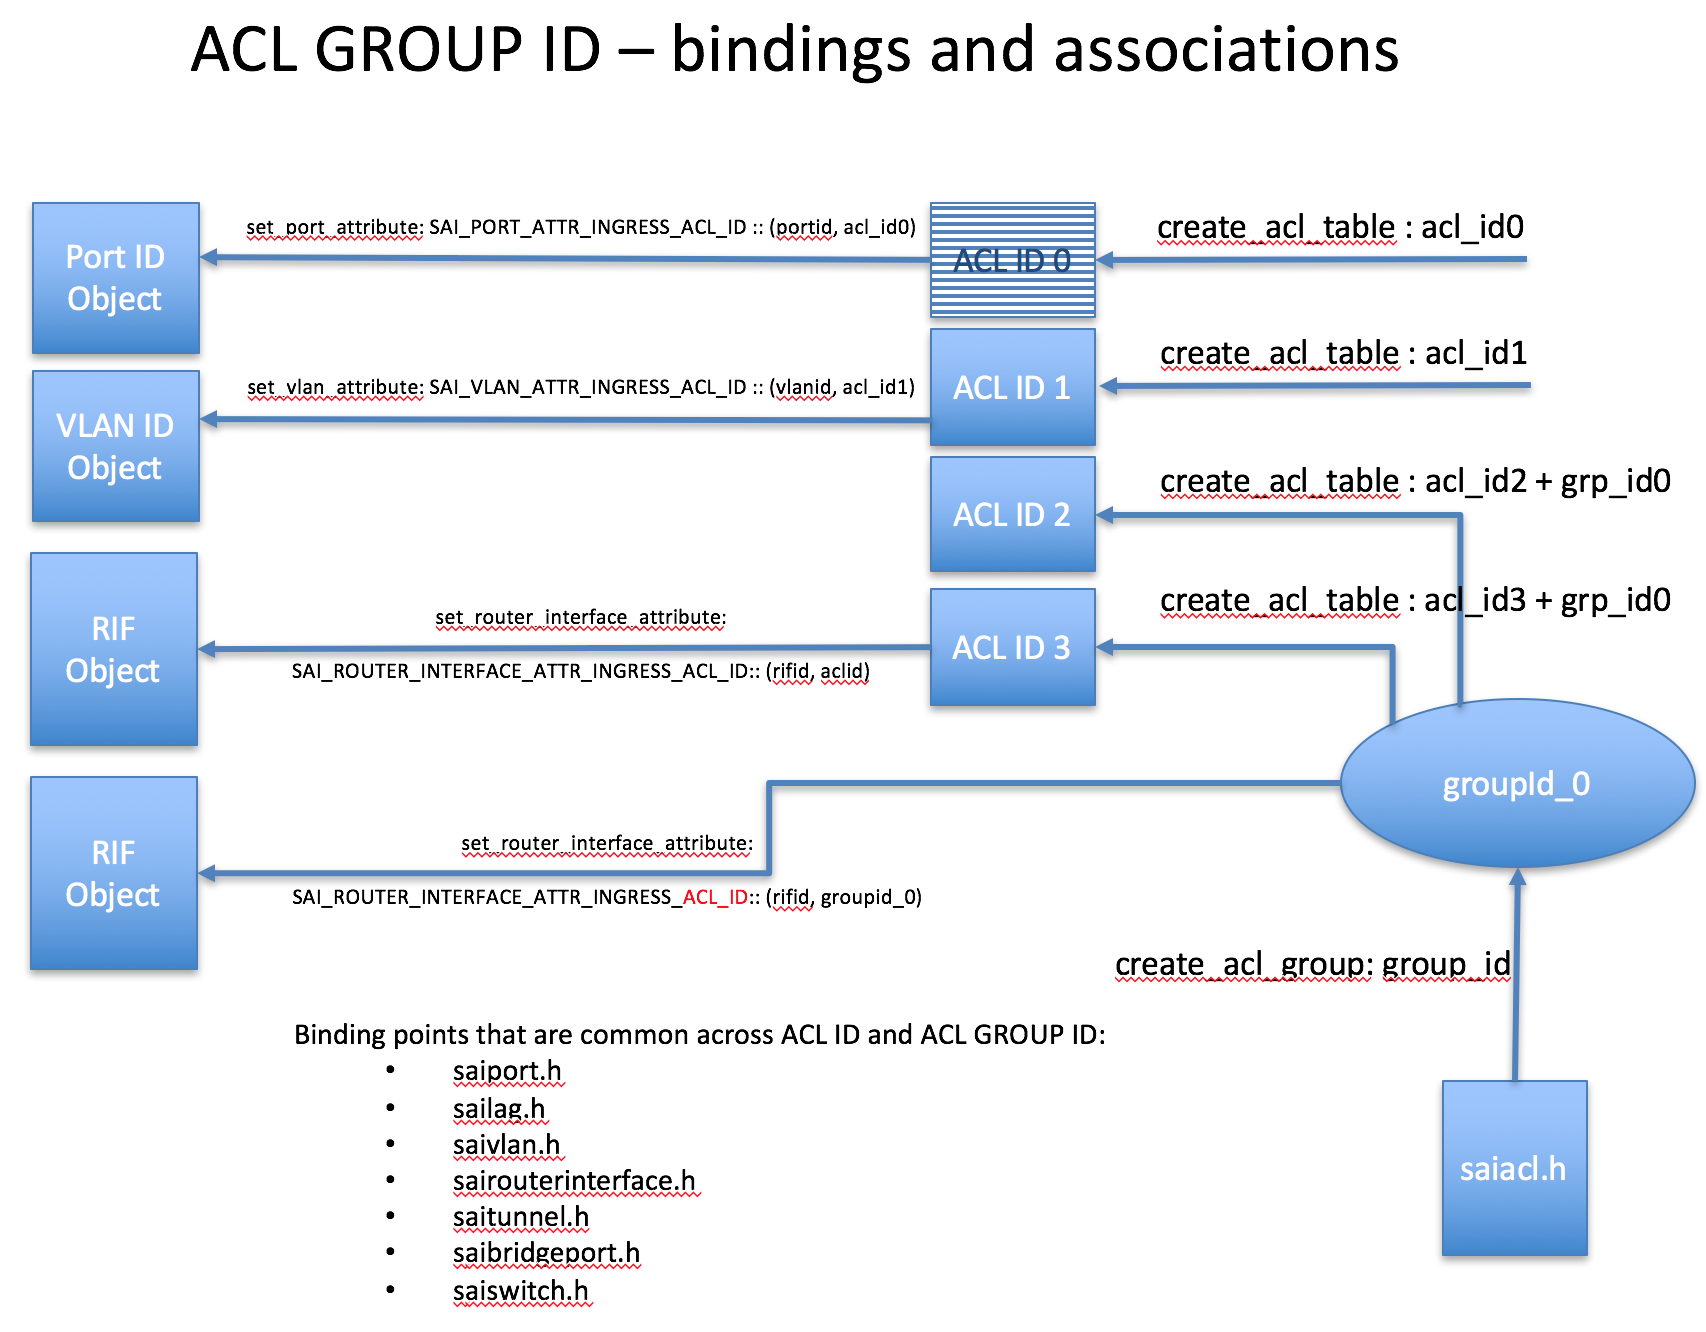 ACL GROUP ID – bindings and associations
set_port_attribute: SAI_PORT_ATTR_INGRESS_ACL_ID :: (portid, acl_id0)
create_acl_table : acl_id0
Port ID
Object
ACL ID 0
set_vlan_attribute: SAI_VLAN_ATTR_INGRESS_ACL_ID :: (vlanid, acl_id1)
create_acl_table : acl_id1
VLAN ID
Object
ACL ID 1
create_acl_table : acl_id2 + grp_id0
ACL ID 2
create_acl_table : acl_id3 + grp_id0
set_router_interface_attribute:
RIF
Object
ACL ID 3
SAI_ROUTER_INTERFACE_ATTR_INGRESS_ACL_ID:: (rifid, aclid)
groupId_0
set_router_interface_attribute:
RIF
Object
SAI_ROUTER_INTERFACE_ATTR_INGRESS_ACL_ID:: (rifid, groupid_0)
create_acl_group: group_id
Binding points that are common across ACL ID and ACL GROUP ID:
• saiport.h
• sailag.h
• saivlan.h
• sairouterinterface.h
• saitunnel.h
• saibridgeport.h
• saiswitch.h
saiacl.h